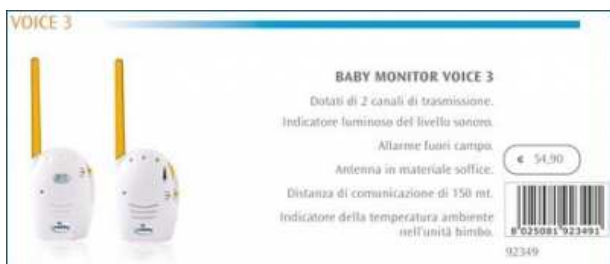 VOICE 3
BABY MONITOR VOICE 3
Dotati di 2 canali di trasmissione.
Indicatore luminoso del livello sonoro.
Allarme fuori campo.
Antenna in materiale soffice.
Distanza di comunicazione di 150 mt.
Indicatore della temperatura ambiente
nell'unità bimbo.
€ 54,90
8 025081 923491
92349